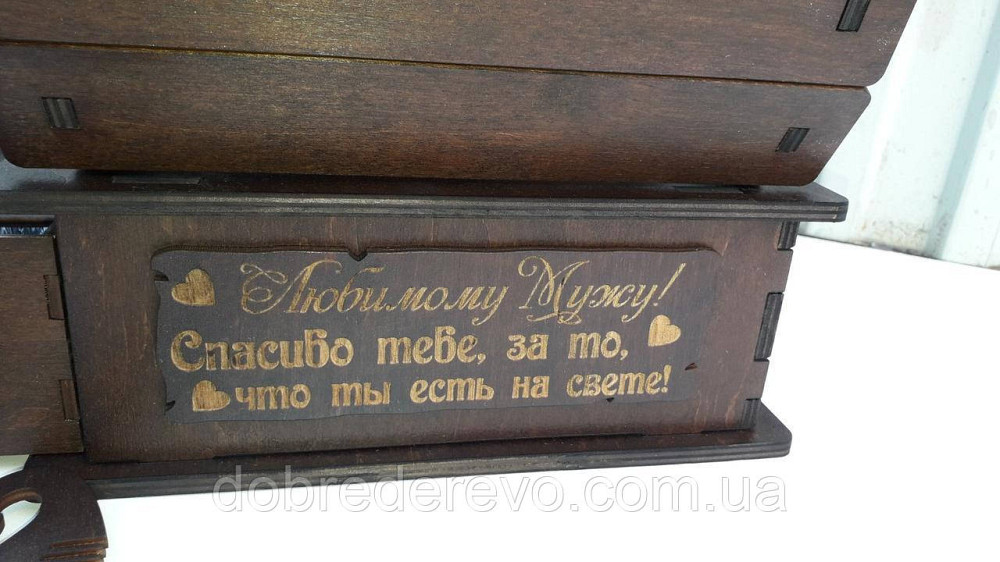 Любимому Мужу!
Спасибо тебе, за то,
что ты есть на свете!
dobrederevo.com.ua